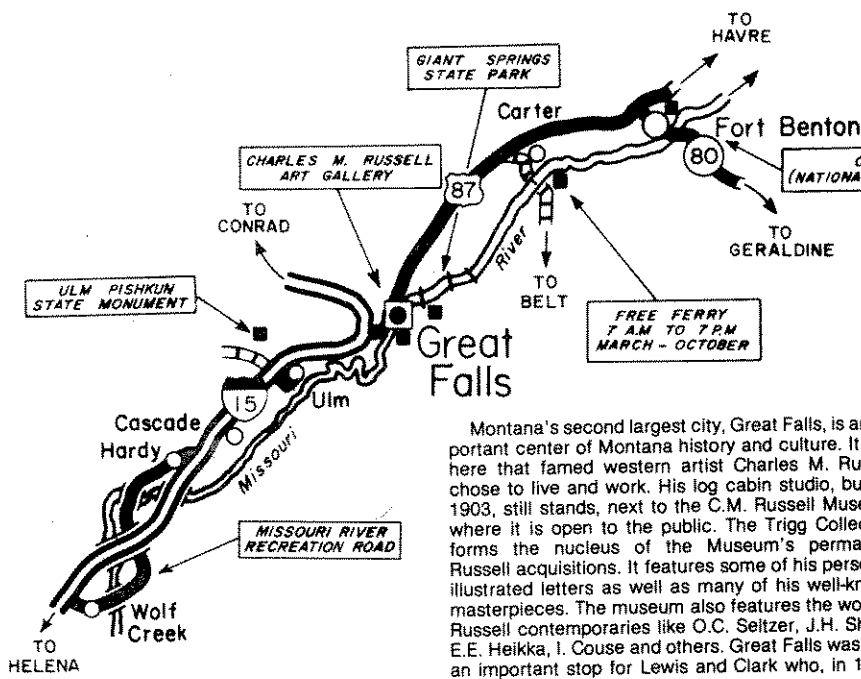 TO
HAVRE
GIANT SPRINGS
STATE PARK
Carter
Fort Benton
CHARLES M. RUSSELL
ART GALLERY
87
80
(NATIONA
TO
CONRAD
River
TO
GERALDINE
ULM PISHKUN
STATE MONUMENT
TO
BELT
FREE FERRY
7 A.M TO 7 P.M
MARCH - OCTOBER
Great
Falls
15
Ulm
Cascade
Hardy
Missouri
MISSOURI RIVER
RECREATION ROAD
Wolf
Creek
TO
HELENA
Montana's second largest city, Great Falls, is a
portant center of Montana history and culture. It
here that famed western artist Charles M. Ru
chose to live and work. His log cabin studio, bu
1903, still stands, next to the C.M. Russell Muse
where it is open to the public. The Trigg Collec
forms the nucleus of the Museum's perma
Russell acquisitions. It features some of his perso
illustrated letters as well as many of his well-kn
masterpieces. The museum also features the wo
Russell contemporaries like O.C. Seltzer, J.H. Sh
E.E. Heikka, I. Couse and others. Great Falls was
an important stop for Lewis and Clark who, in 1